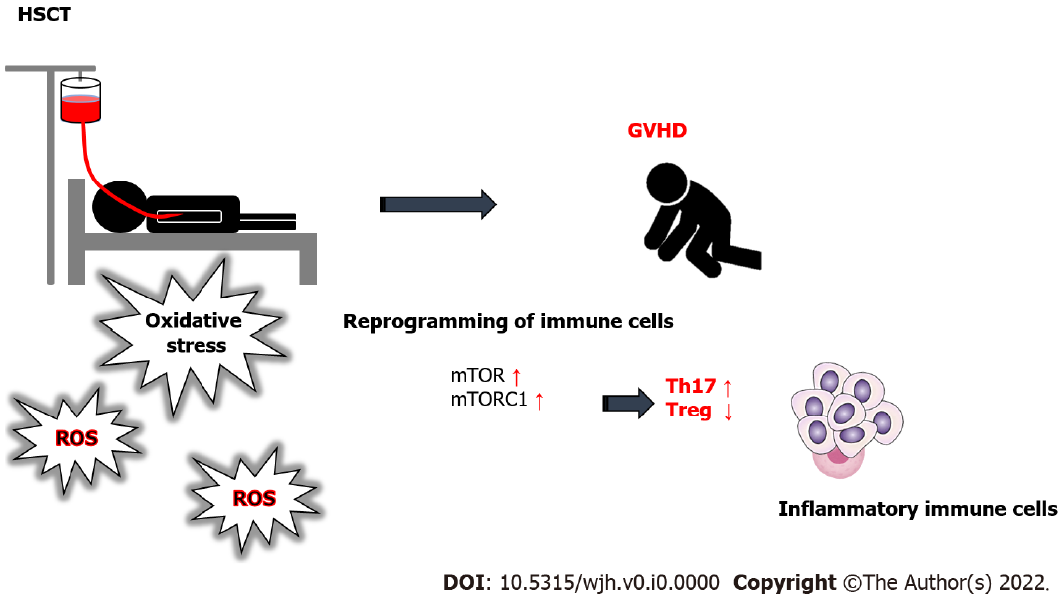 HSCT
GVHD
Oxidative
stress
Reprogramming of immune cells
mTOR ↑
mTORC1 ↑
Th17 ↑
Treg ↓
ROS
ROS
Inflammatory immune cells
DOI: 10.5315/wjh.v0.i0.0000 Copyright ©The Author(s) 2022.